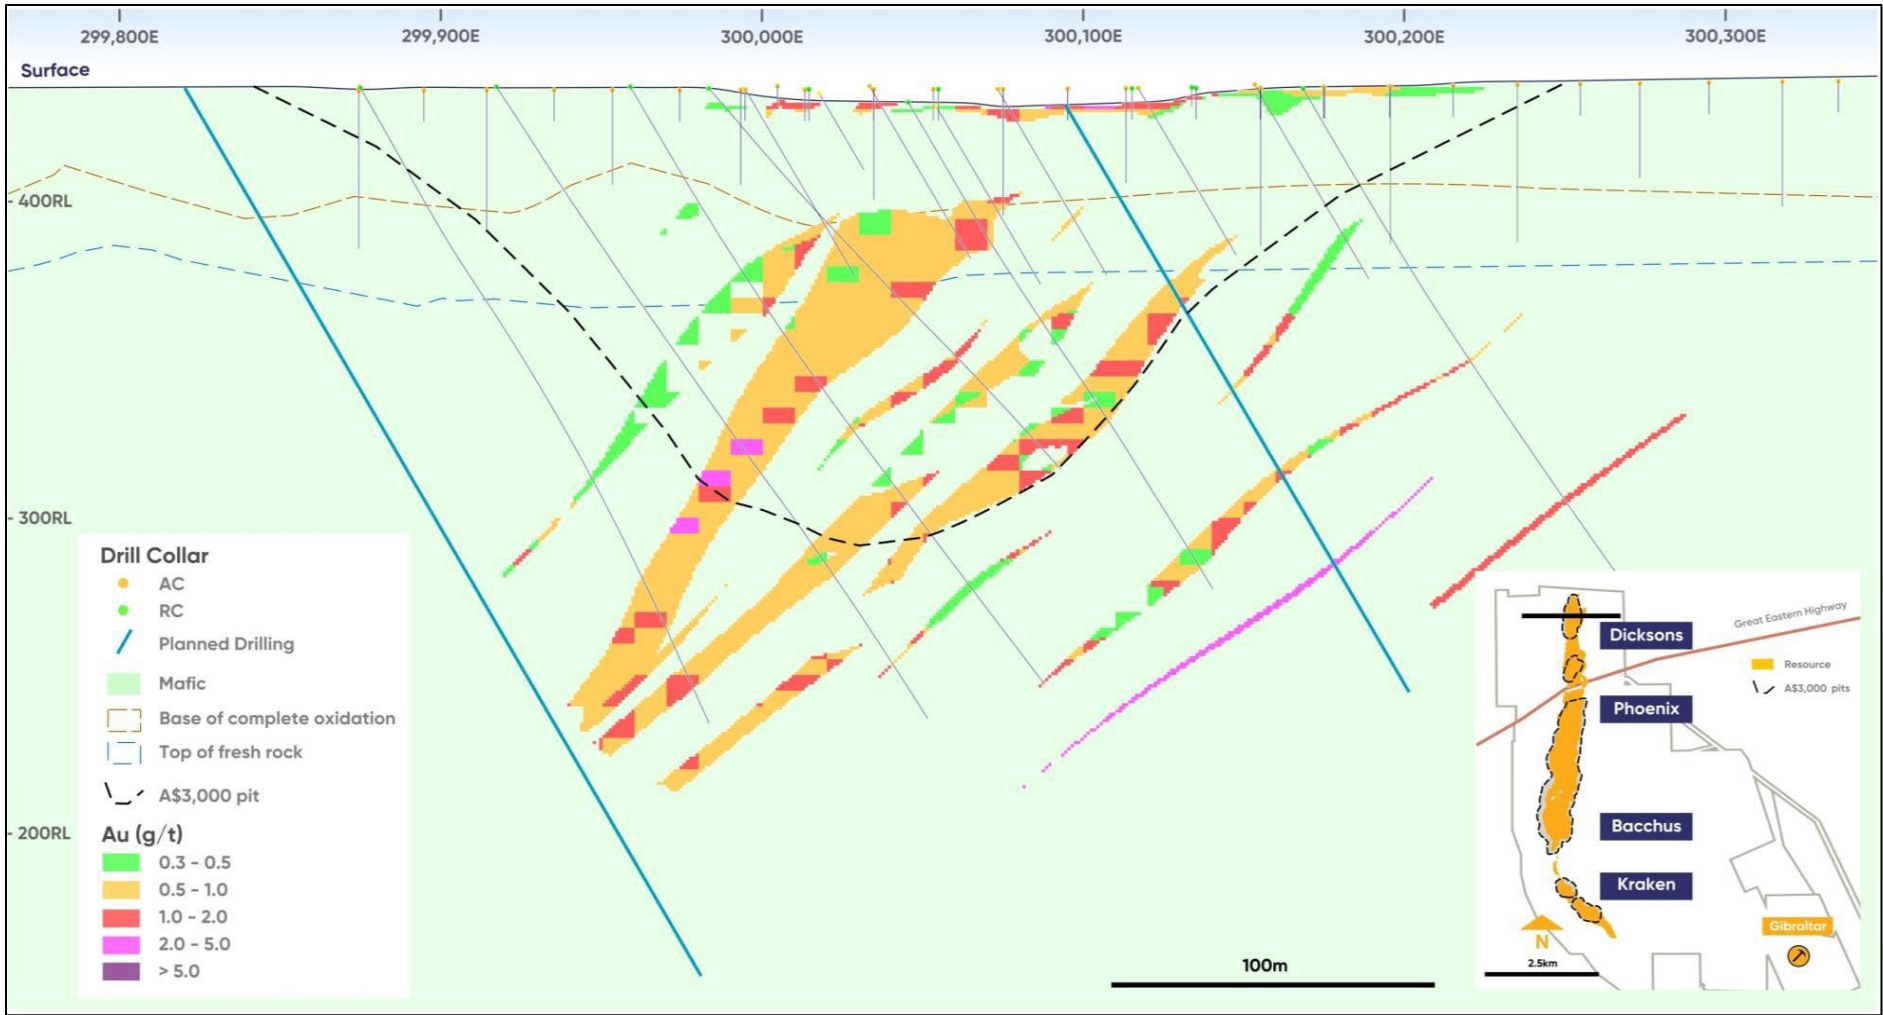 299,800E
299,900E
300,000E
300,100E
300,200E
300,300E
Surface
400RL
300RL
200RL
Drill Collar
AC
RC
Planned Drilling
Mafic
Base of complete oxidation
Top of fresh rock
A$3,000 pit
Au (g/t)
0.3 - 0.5
0.5 - 1.0
1.0 - 2.0
2.0 - 5.0
> 5.0
100m
Great Eastern Highway
Dicksons
Resource
A$3,000 pits
Phoenix
Bacchus
Kraken
Gibraltar
N
2.5km